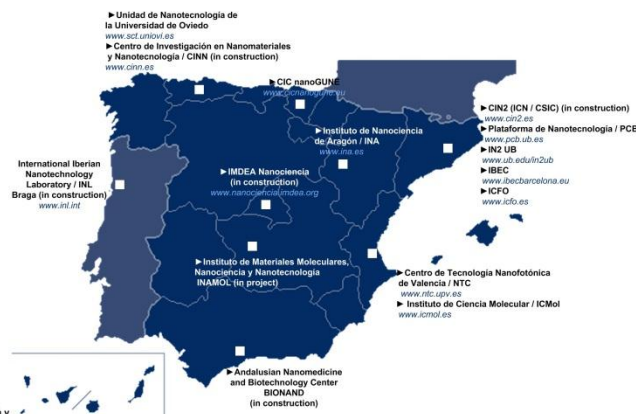 ►Unidad de Nanotecnología de
la Universidad de Oviedo
www.sct.uniovi.es
►Centro de Investigación en Nanomateriales
y Nanotecnología / CINN (in construction)
www.cinn.es
►CIC nanoGUNE
www.cicnanogune.eu
►CIN2 (ICN / CSIC) (in construction)
www.cin2.es
►Plataforma de Nanotecnología / PCB
www.pcb.ub.es
►IN2 UB
www.ub.edu/in2ub
►IBEC
www.ibecbarcelona.eu
►ICFO
www.icfo.es
►Instituto de Nanociencia
de Aragón / INA
www.ina.es
International Iberian
Nanotechnology
Laboratory / INL
Braga (in construction)
www.inl.int
►IMDEA Nanociencia
(in construction)
www.nanociencia.imdea.org
►Instituto de Materiales Moleculares,
Nanociencia y Nanotecnología
INAMOL (in project)
►Centro de Tecnología Nanofotónica
de Valencia / NTC
www.ntc.upv.es
► Instituto de Ciencia Molecular / ICMol
www.icmol.es
►Andalusian Nanomedicine
and Biotechnology Center
BIONAND
(in construction)